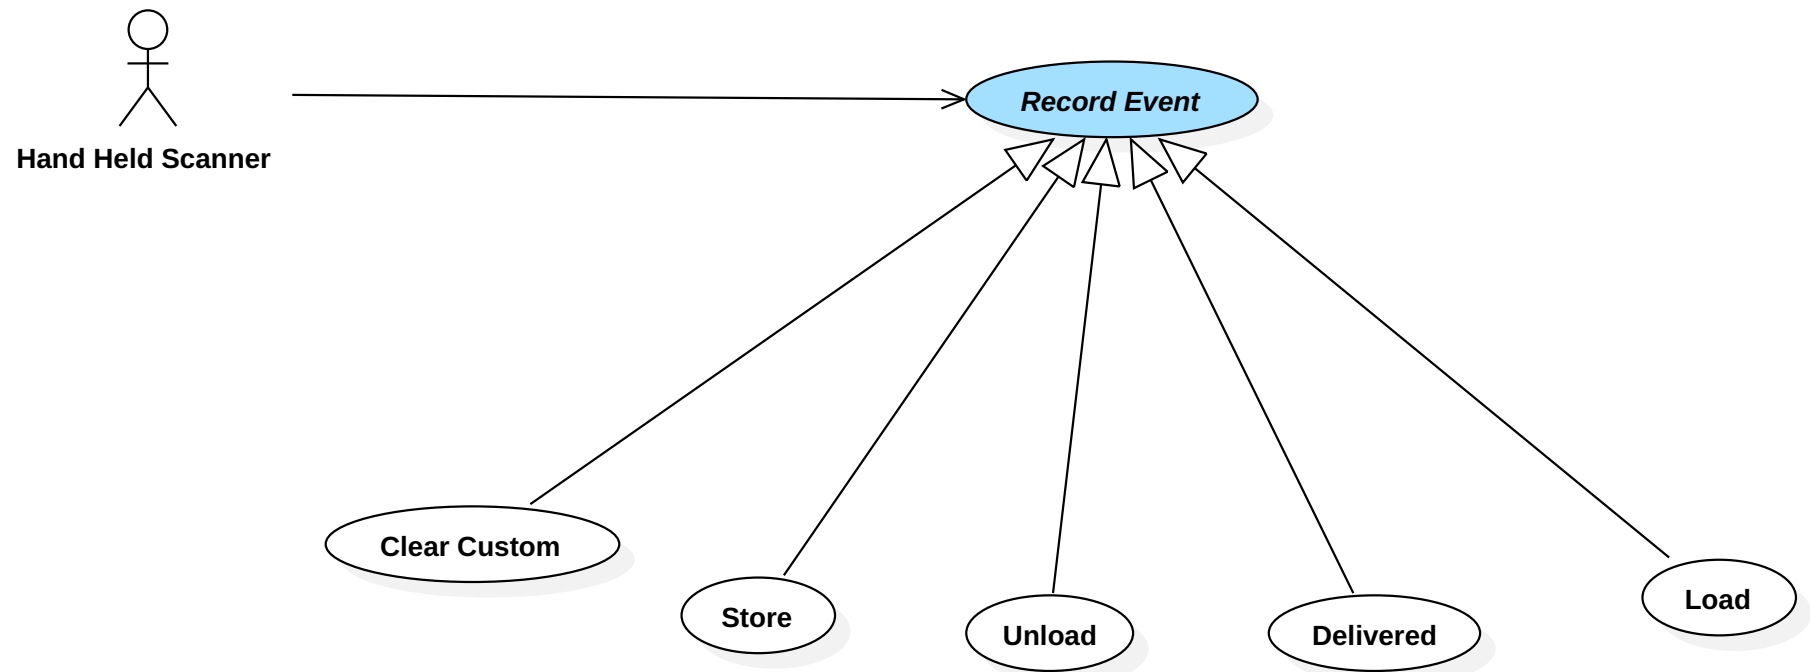 Record Event
Hand Held Scanner
Clear Custom
Load
Store
Unload
Delivered